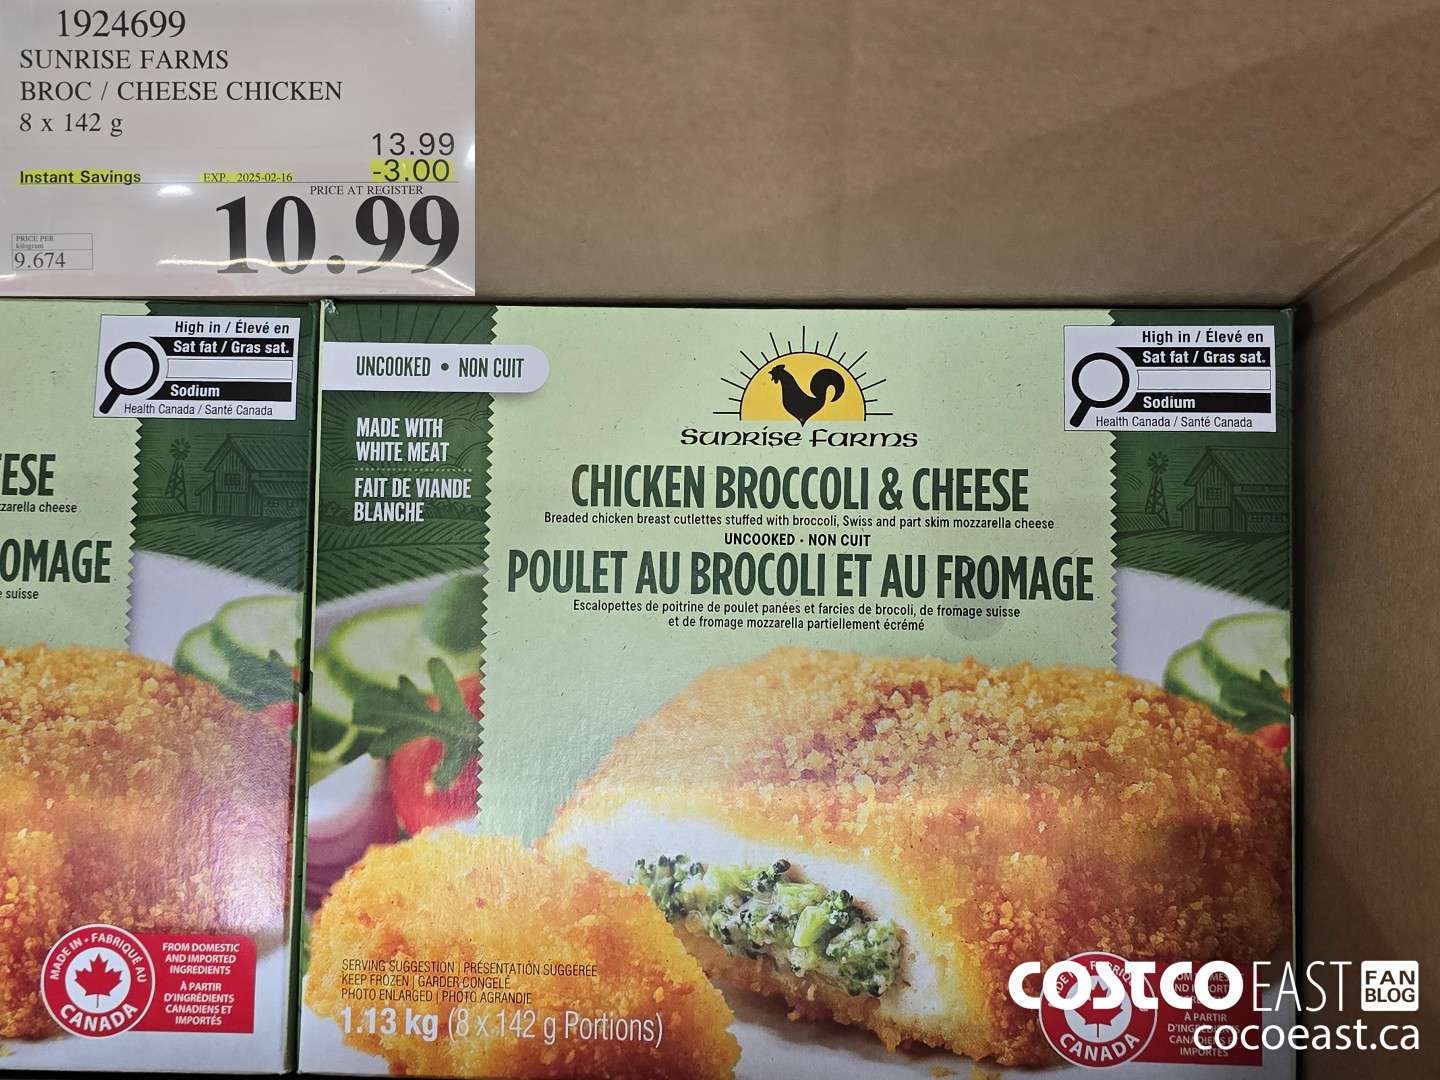 1924699
SUNRISE FARMS
BROC / CHEESE CHICKEN
8 x 142 g
13.99
Instant Savings EXP. 2025-02-16 -3.00
PRICE AT REGISTER
10.99
PRICE PER
kilogram
9.674
High in / Élevé en
Sat fat / Gras sat.
Sodium
Health Canada / Santé Canada
ESE
zarella cheese
OMAGE
suisse
MADE IN • FABRIQUÉ AU
CANADA
FROM DOMESTIC
AND IMPORTED
INGREDIENTS
À PARTIR
D'INGRÉDIENTS
CANADIENS ET
IMPORTÉS
UNCOOKED • NON CUIT
MADE WITH
WHITE MEAT
FAIT DE VIANDE
BLANCHE
sunrise farms
CHICKEN BROCCOLI & CHEESE
Breaded chicken breast cutlettes stuffed with broccoli, Swiss and part skim mozzarella cheese
UNCOOKED • NON CUIT
POULET AU BROCOLI ET AU FROMAGE
Escalopettes de poitrine de poulet panées et farcies de brocoli, de fromage suisse
et de fromage mozzarella partiellement écrémé
High in / Élevé en
Sat fat / Gras sat.
Sodium
Health Canada / Santé Canada
SERVING SUGGESTION | PRÉSENTATION SUGGÉRÉE
KEEP FROZEN | GARDER CONGELÉ
PHOTO ENLARGED | PHOTO AGRANDIE
1.13 kg (8 x 142 g Portions)
COSTCO EAST FAN BLOG
cocoeast.ca
CANADA
À PARTIR
IMPORTÉS